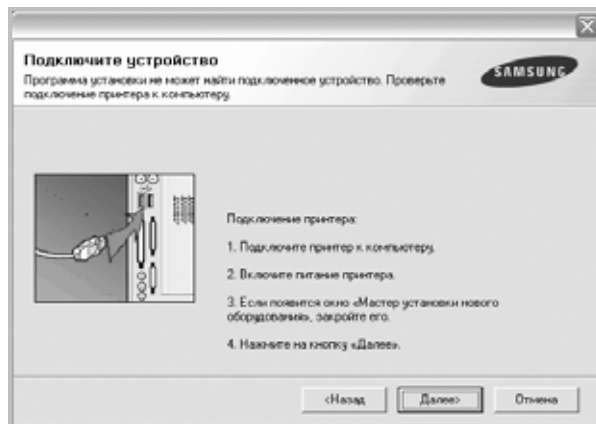 Подключите устройство
Программа установки не может найти подключенное устройство. Проверьте
подключение принтера к компьютеру.
SAMSUNG
Подключение принтера:
1. Подключите принтер к компьютеру.
2. Включите питание принтера.
3. Если появится окно «Мастер установки нового
оборудования», закройте его.
4. Нажмите на кнопку «Далее».
<Назад
Далее>
Отмена